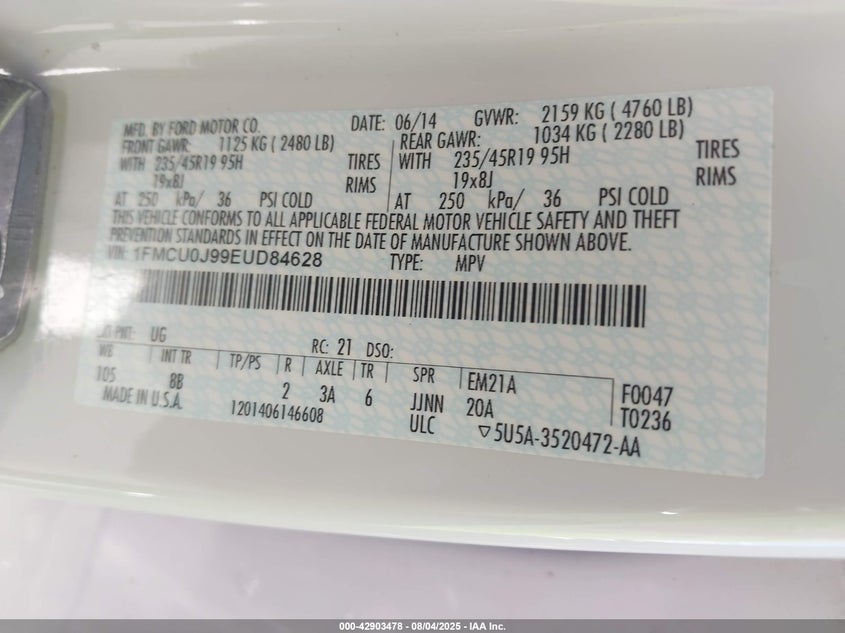 MFD. BY FORD MOTOR CO. DATE: 06/14 GVWR: 2159 KG ( 4760 LB)
FRONT GAWR: 1125 KG ( 2480 LB) REAR GAWR: 1034 KG ( 2280 LB)
WITH 235/45R19 95H TIRES WITH 235/45R19 95H TIRES
19x8J RIMS 19x8J RIMS
AT 250 kPa/ 36 PSI COLD AT 250 kPa/ 36 PSI COLD
THIS VEHICLE CONFORMS TO ALL APPLICABLE FEDERAL MOTOR VEHICLE SAFETY AND THEFT
PREVENTION STANDARDS IN EFFECT ON THE DATE OF MANUFACTURE SHOWN ABOVE.
VIN: 1FMCU0J99EUD84628 TYPE: MPV
EXT PNT: UG RC: 21 DSO:
WB INT TR TP/PS R AXLE TR SPR EM21A F0047
105 8B 2 3A 6 JJNN 20A T0236
MADE IN U.S.A. 1201406146608 ULC ▽5U5A-3520472-AA
000-42903478 - 08/04/2025 - IAA Inc.